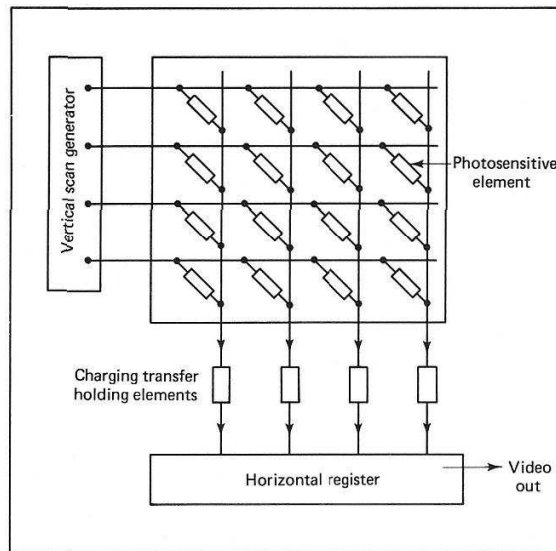 Vertical scan generator
Photosensitive
element
Charging transfer
holding elements
Horizontal register
Video
out